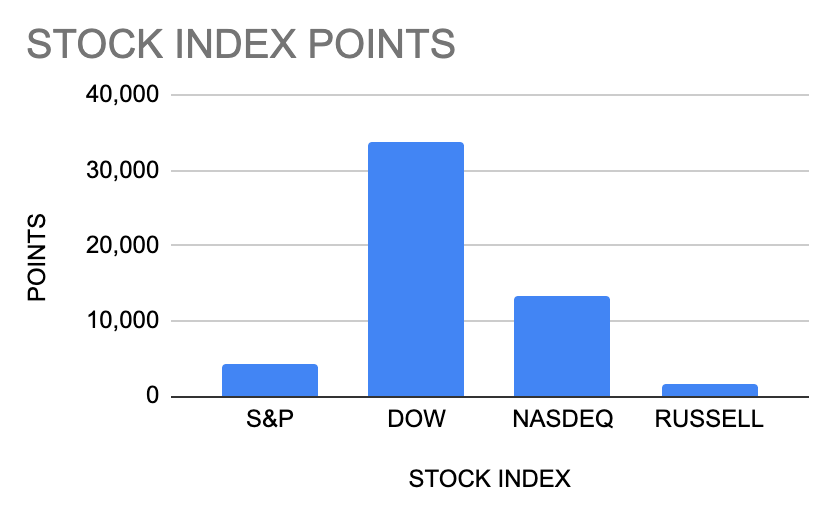 STOCK INDEX POINTS
40,000
30,000
20,000
10,000
0
POINTS
S&P DOW NASDEQ RUSSELL
STOCK INDEX